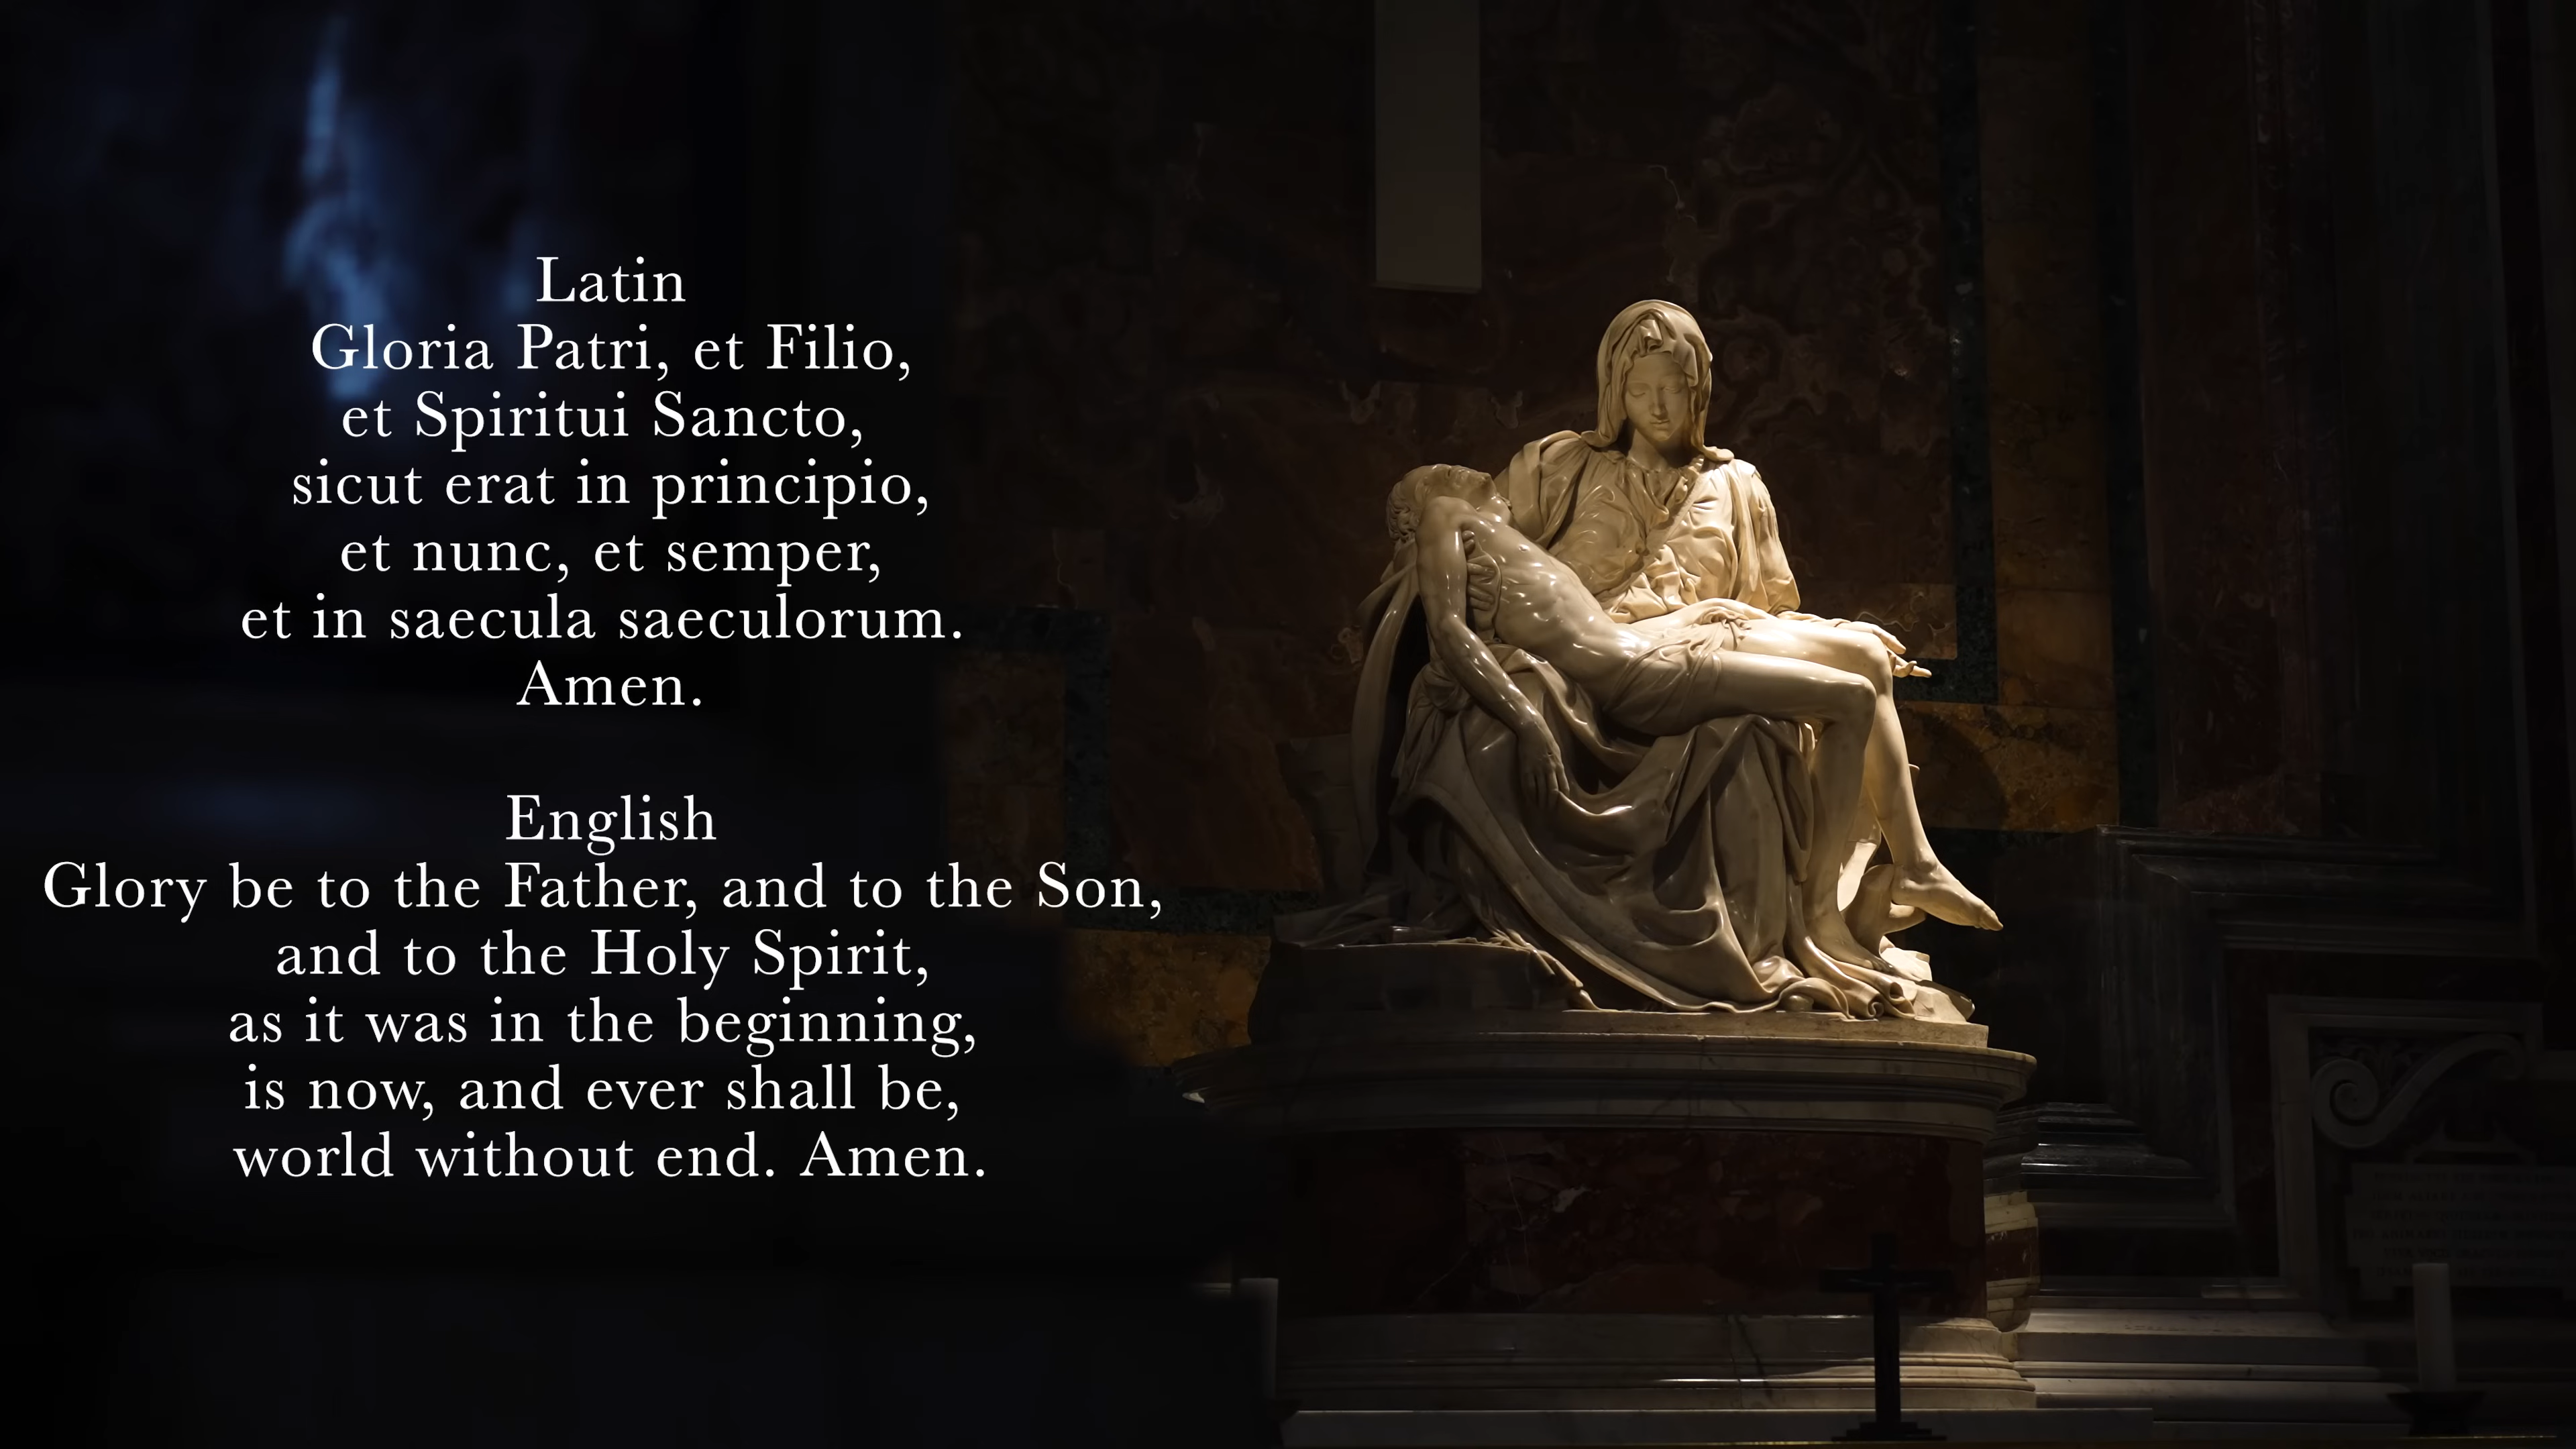 Latin
Gloria Patri, et Filio,
et Spiritui Sancto,
sicut erat in principio,
et nunc, et semper,
et in saecula saeculorum.
Amen.
English
Glory be to the Father, and to the Son,
and to the Holy Spirit,
as it was in the beginning,
is now, and ever shall be,
world without end. Amen.